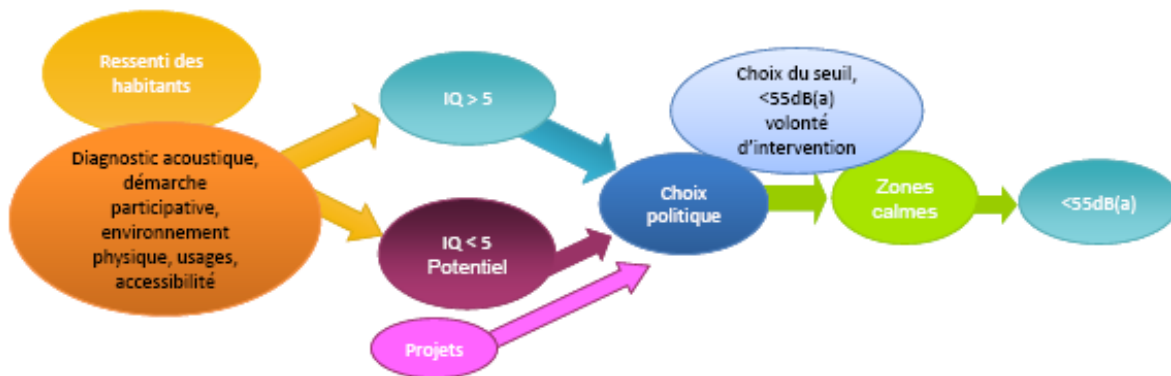 Ressenti des
habitants
Diagnostic acoustique,
démarche
participative,
environnement
physique, usages,
accessibilité
IQ > 5
IQ < 5
Potentiel
Projets
Choix du seuil,
<55dB(a)
volonté
d'intervention
Choix
politique
Zones
calmes
<55dB(a)